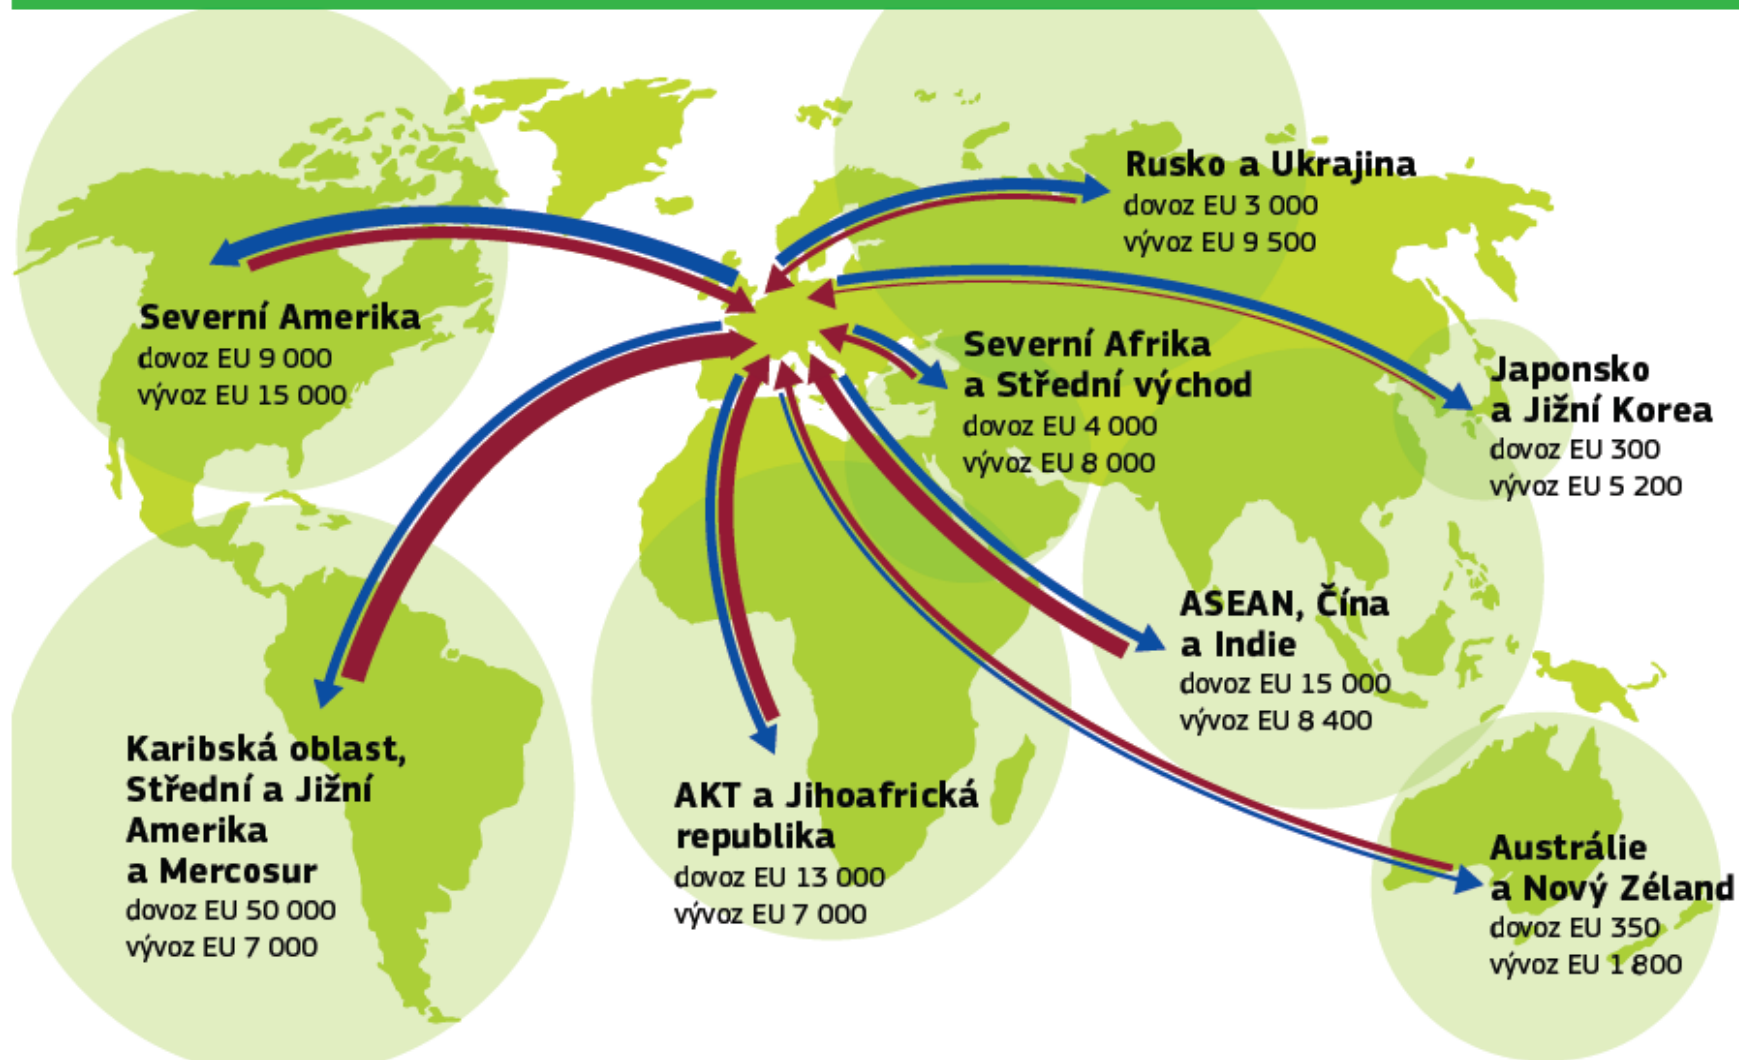 Rusko a Ukrajina
dovoz EU 3 000
vývoz EU 9 500
Severní Amerika
dovoz EU 9 000
vývoz EU 15 000
Severní Afrika
a Střední východ
dovoz EU 4 000
vývoz EU 8 000
Japonsko
a Jižní Korea
dovoz EU 300
vývoz EU 5 200
ASEAN, Čína
a Indie
dovoz EU 15 000
vývoz EU 8 400
Karibská oblast,
Střední a Jižní
Amerika
a Mercosur
dovoz EU 50 000
vývoz EU 7 000
AKT a Jihoafrická
republika
dovoz EU 13 000
vývoz EU 7 000
Austrálie
a Nový Zéland
dovoz EU 350
vývoz EU 1 800